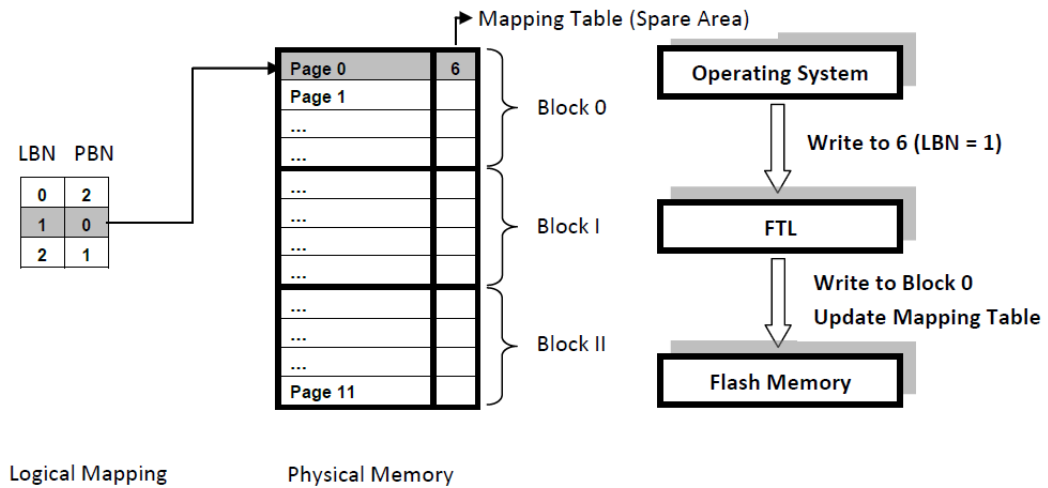 Mapping Table (Spare Area)
LBN PBN
0 2
1 0
2 1
Page 0 6
Page 1
...
...
...
...
...
...
...
...
...
Page 11
Block 0
Block I
Block II
Operating System
Write to 6 (LBN = 1)
FTL
Write to Block 0
Update Mapping Table
Flash Memory
Logical Mapping
Physical Memory